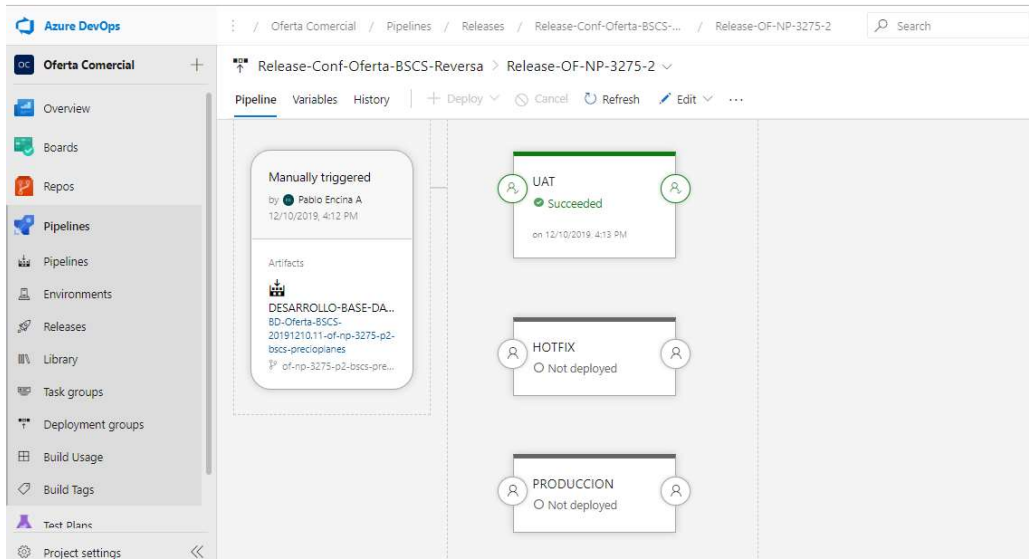 Azure DevOps
/ Oferta Comercial / Pipelines / Releases / Release-Conf-Oferta-BSCS-... / Release-OF-NP-3275-2
Search
OC Oferta Comercial
Release-Conf-Oferta-BSCS-Reversa > Release-OF-NP-3275-2
Pipeline Variables History + Deploy Cancel Refresh Edit ...
Overview
Boards
Repos
Pipelines
Pipelines
Environments
Releases
Library
Task groups
Deployment groups
Build Usage
Build Tags
Test Plans
Project settings
Manually triggered
by Pablo Encina A
12/10/2019, 4:12 PM
Artifacts
DESARROLLO-BASE-DA...
BD-Oferta-BSCS-
20191210.11-of-np-3275-p2-
bscs-precioplanes
of-np-3275-p2-bscs-pre...
UAT
Succeeded
on 12/10/2019 4:13 PM
HOTFIX
Not deployed
PRODUCCION
Not deployed